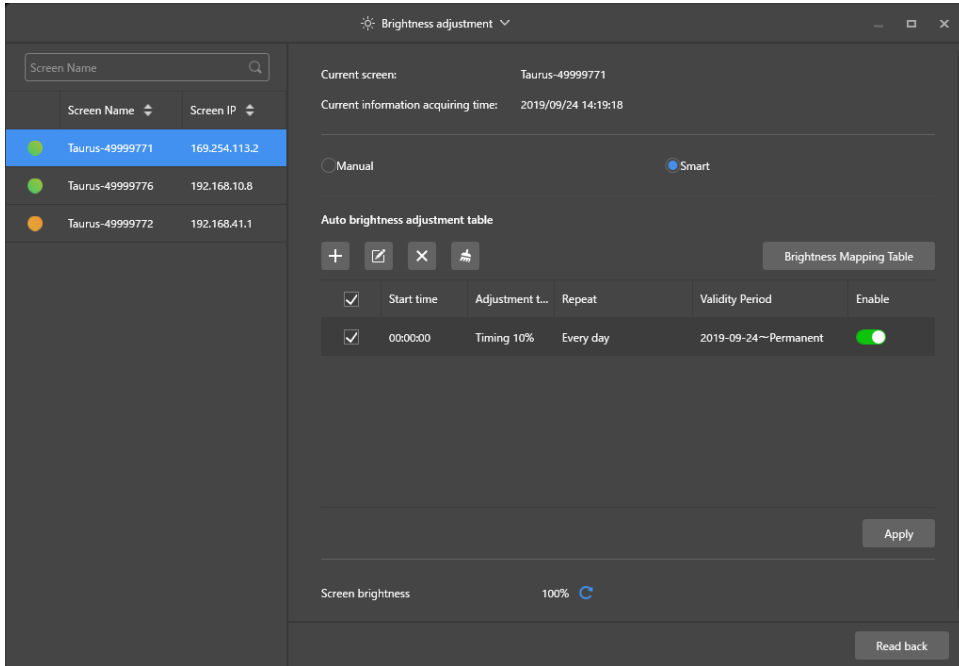 Brightness adjustment
Screen Name
Screen Name Screen IP
Taurus-49999771 169.254.113.2
Taurus-49999776 192.168.10.8
Taurus-49999772 192.168.41.1
Current screen: Taurus-49999771
Current information acquiring time: 2019/09/24 14:19:18
Manual Smart
Auto brightness adjustment table
Brightness Mapping Table
Start time Adjustment t... Repeat Validity Period Enable
00:00:00 Timing 10% Every day 2019-09-24~Permanent
Apply
Screen brightness 100%
Read back